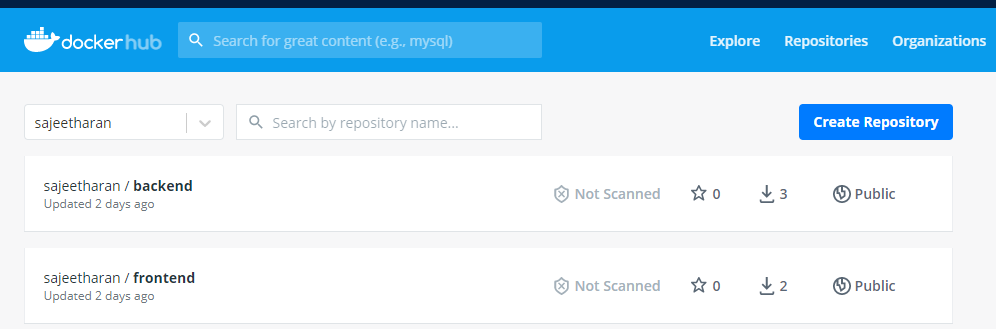 dockerhub
Search for great content (e.g., mysql)
Explore
Repositories
Organizations
sajeetharan
Search by repository name...
Create Repository
sajeetharan / backend
Updated 2 days ago
Not Scanned
0
3
Public
sajeetharan / frontend
Updated 2 days ago
Not Scanned
0
2
Public